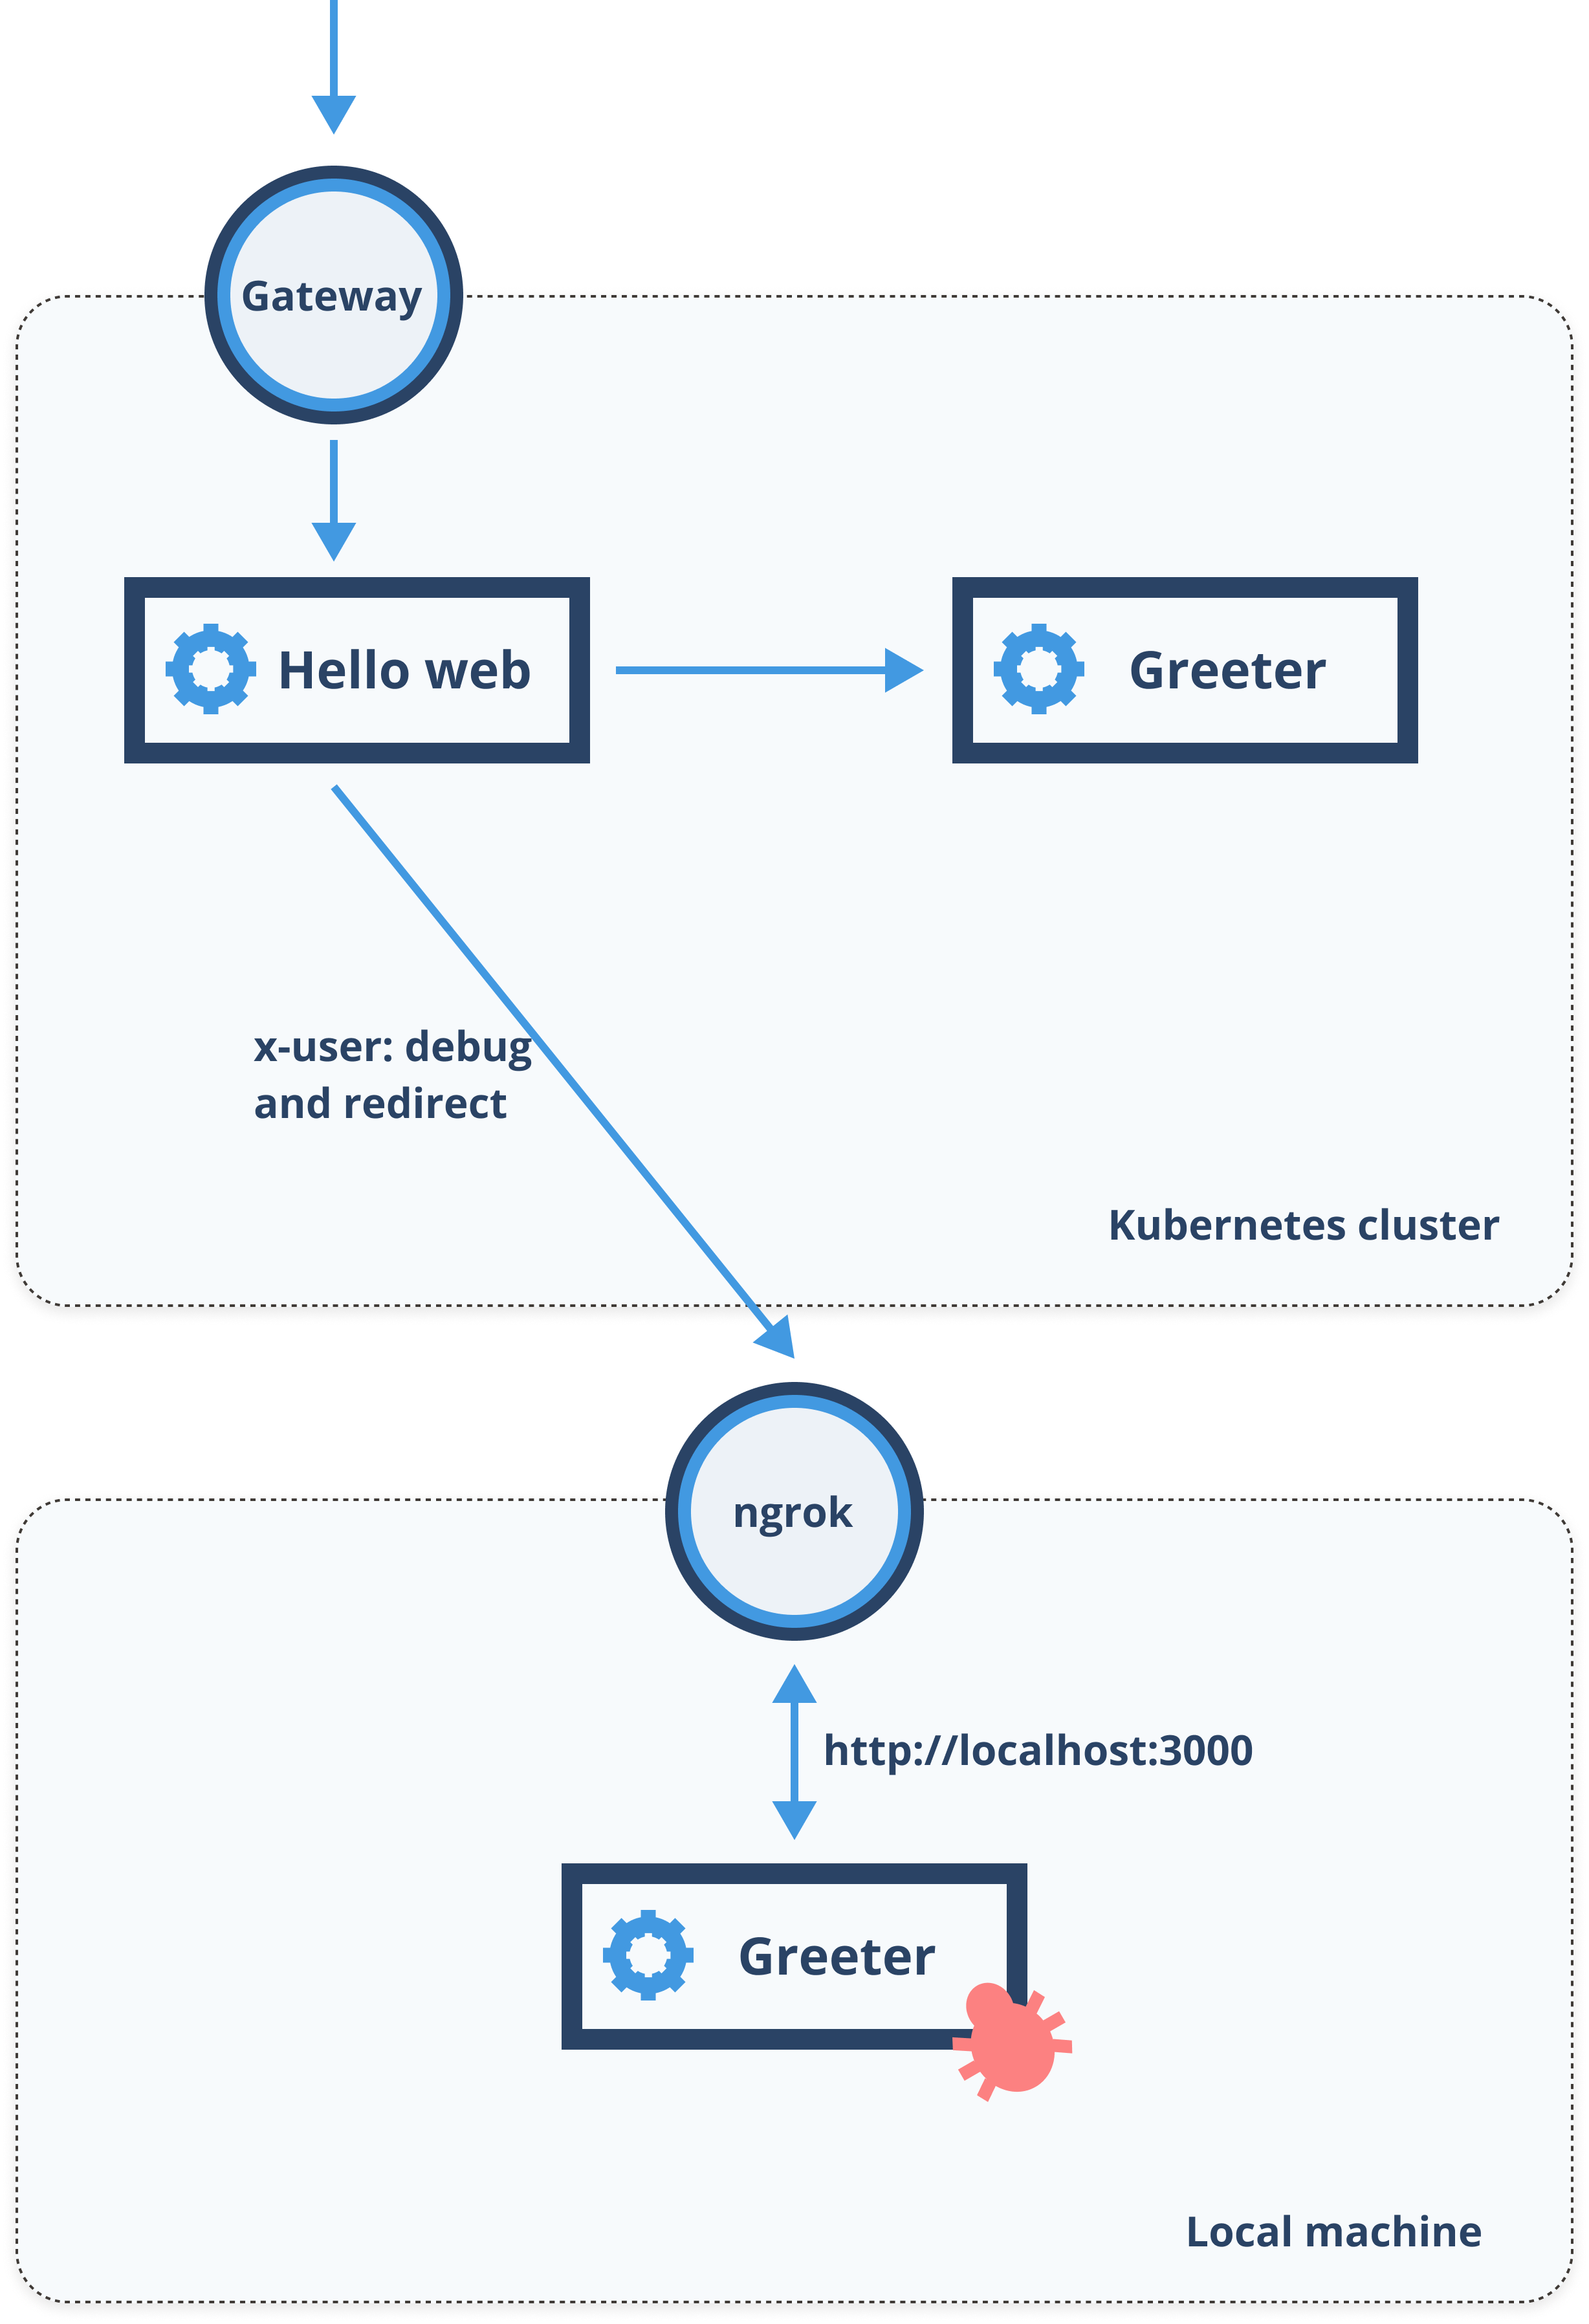 Gateway
Hello web
Greeter
x-user: debug
and redirect
Kubernetes cluster
ngrok
http://localhost:3000
Greeter
Local machine